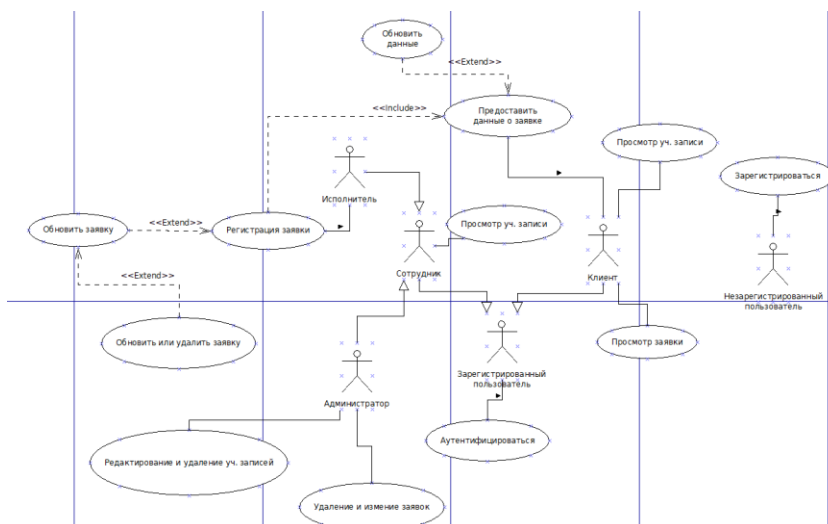 Обновить
данные
<<Extend>>
<<Include>>
Предоставить
данные о заявке
Просмотр уч. записи
Зарегистрироваться
Исполнитель
Обновить заявку
<<Extend>>
Регистрация заявки
Просмотр уч. записи
Сотрудник
Клиент
<<Extend>>
Незарегистрированный
пользователь
Обновить или удалить заявку
Просмотр заявки
Зарегистрированный
пользователь
Администратор
Аутентифицироваться
Редактирование и удаление уч. записей
Удаление и измение заявок